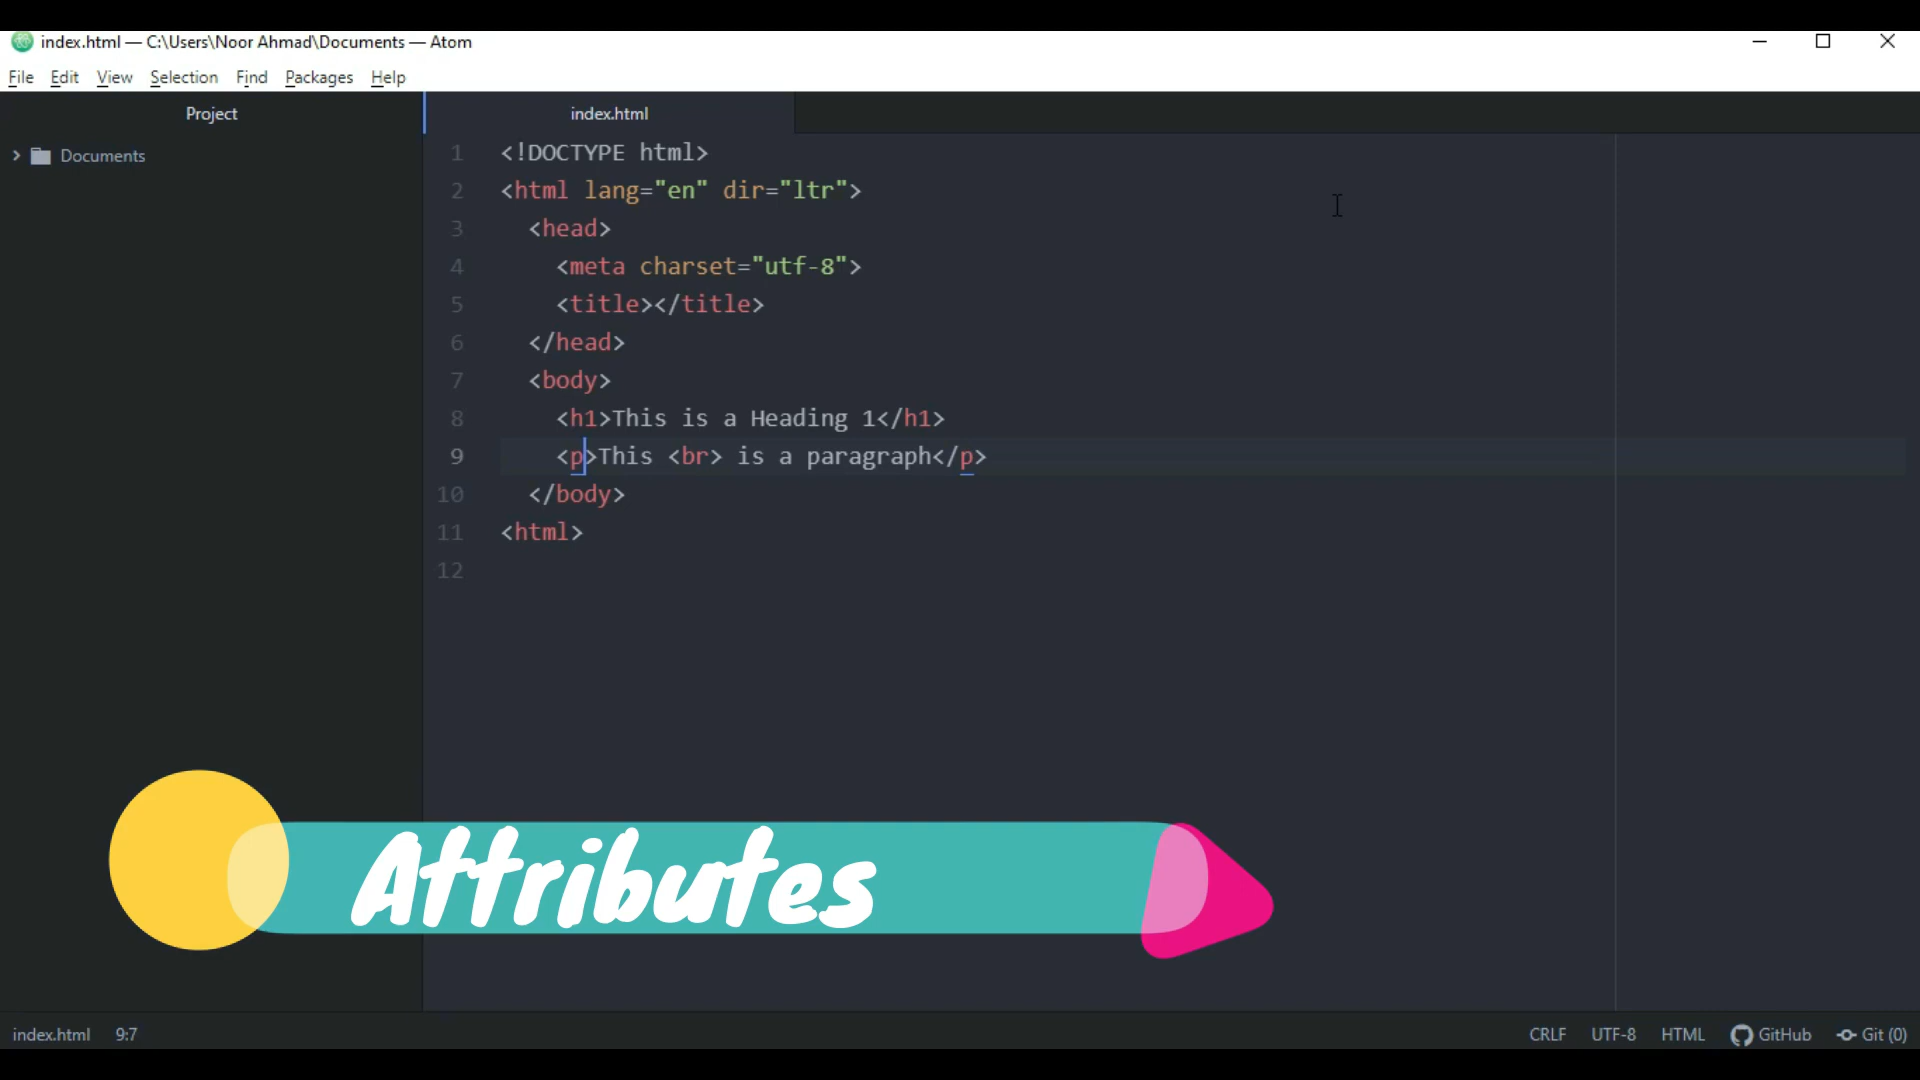 index.html — C:\Users\Noor Ahmad\Documents — Atom
File Edit View Selection Find Packages Help
Project
index.html
Documents
1 <!DOCTYPE html>
2 <html lang="en" dir="ltr">
3 <head>
4 <meta charset="utf-8">
5 <title></title>
6 </head>
7 <body>
8 <h1>This is a Heading 1</h1>
9 <p>This <br> is a paragraph</p>
10 </body>
11 <html>
12
Attributes
index.html 9:7 CRLF UTF-8 HTML GitHub Git (0)